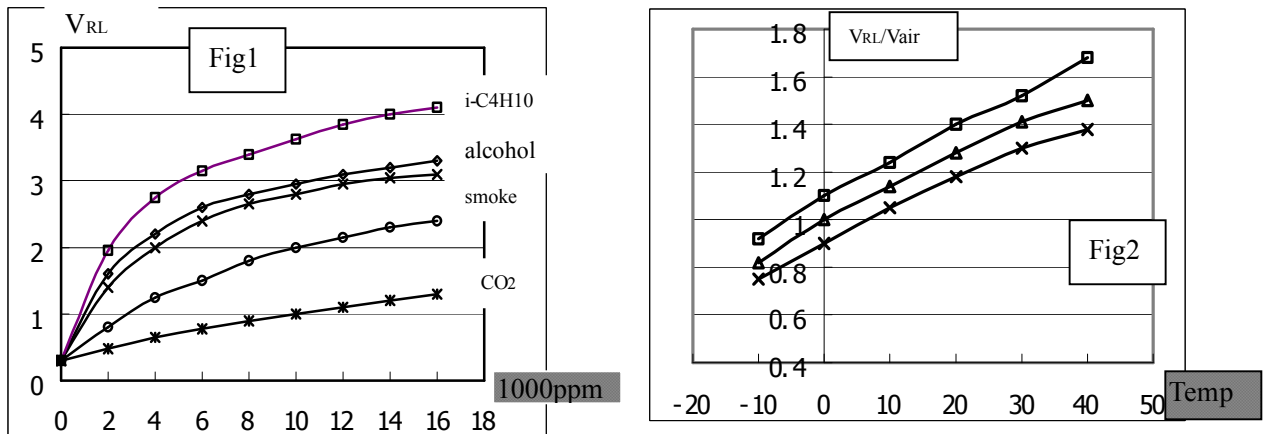 VRL
Fig1
5
4
3
2
1
0
i-C4H10
alcohol
smoke
CO2
1000ppm
0 2 4 6 8 10 12 14 16 18
VRL/Vair
1.8
1.6
1.4
1.2
1
0.8
0.6
0.4
Fig2
Temp
-20 -10 0 10 20 30 40 50